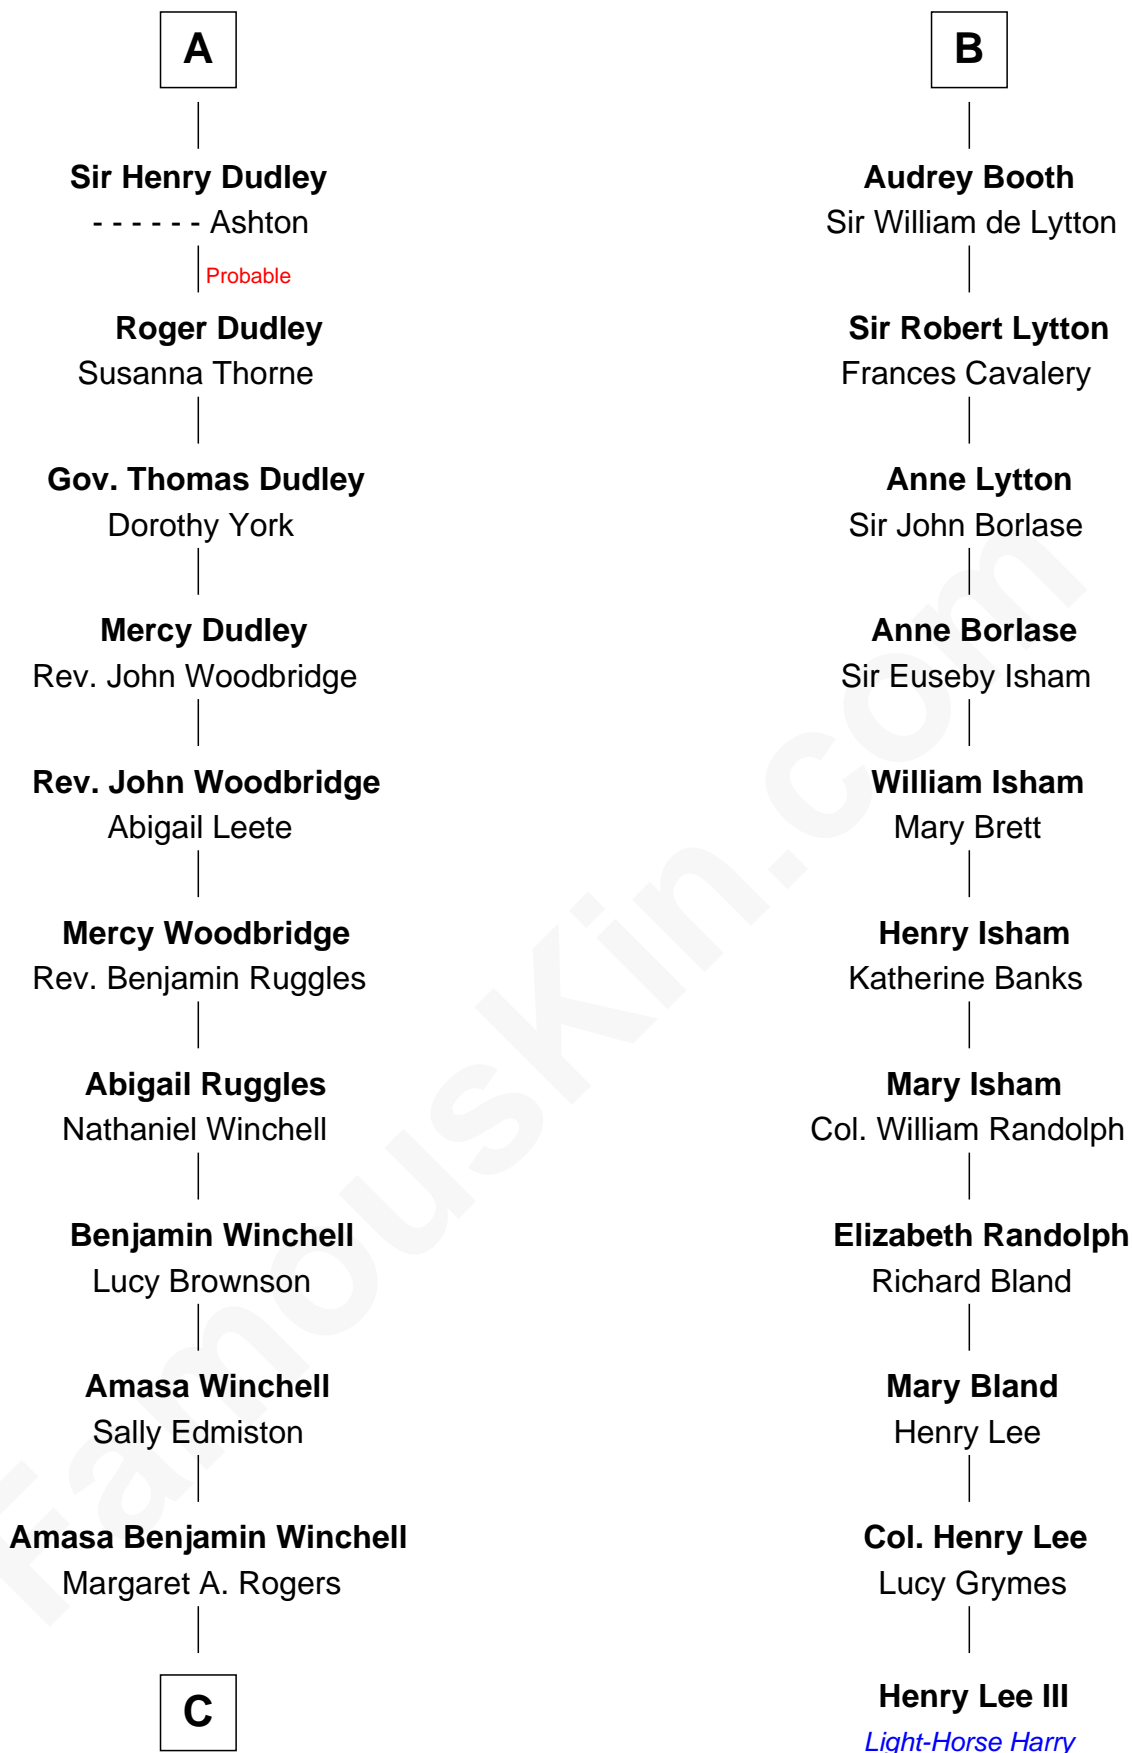 A
Sir Henry Dudley
- - - - - - Ashton
Probable
Roger Dudley
Susanna Thorne
Gov. Thomas Dudley
Dorothy York
Mercy Dudley
Rev. John Woodbridge
Rev. John Woodbridge
Abigail Leete
Mercy Woodbridge
Rev. Benjamin Ruggles
Abigail Ruggles
Nathaniel Winchell
Benjamin Winchell
Lucy Brownson
Amasa Winchell
Sally Edmiston
Amasa Benjamin Winchell
Margaret A. Rogers
C
B
Audrey Booth
Sir William de Lytton
Sir Robert Lytton
Frances Cavalery
Anne Lytton
Sir John Borlase
Anne Borlase
Sir Euseby Isham
William Isham
Mary Brett
Henry Isham
Katherine Banks
Mary Isham
Col. William Randolph
Elizabeth Randolph
Richard Bland
Mary Bland
Henry Lee
Col. Henry Lee
Lucy Grymes
Henry Lee III
Light-Horse Harry
FamousKin.com